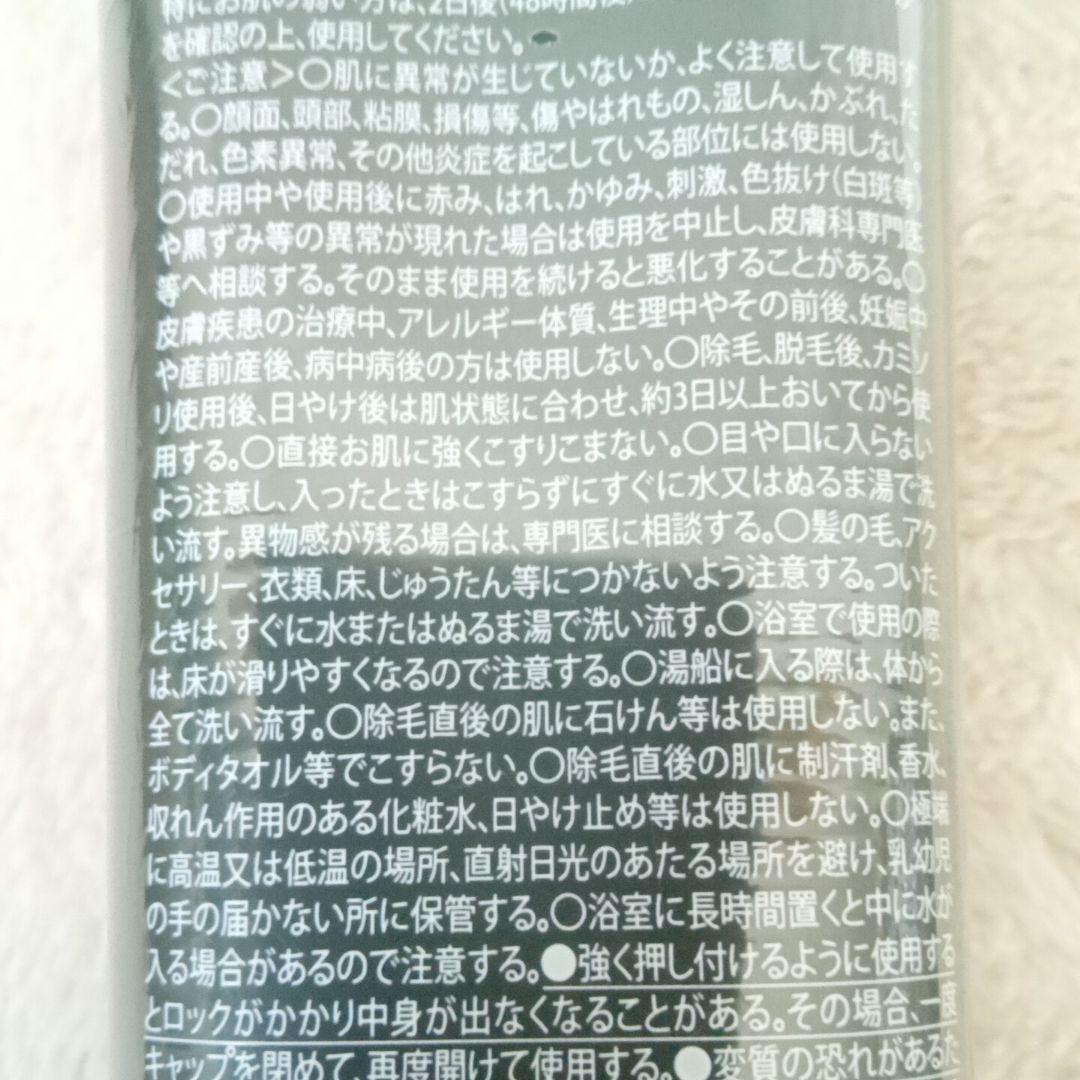 特にお肌の弱い方は、2日後(48時間後)
を確認の上、使用してください。
<ご注意>○肌に異常が生じていないか、よく注意して使用す
る。○顔面、頭部、粘膜、損傷等、傷やはれもの、湿しん、かぶれ、た
だれ、色素異常、その他炎症を起こしている部位には使用しない。
○使用中や使用後に赤み、はれ、かゆみ、刺激、色抜け(白斑等)
や黒ずみ等の異常が現れた場合は使用を中止し、皮膚科専門医
等へ相談する。そのまま使用を続けると悪化することがある。○
皮膚疾患の治療中、アレルギー体質、生理中やその前後、妊娠中
や産前産後、病中病後の方は使用しない。○除毛、脱毛後、カミソ
リ使用後、日やけ後は肌状態に合わせ、約3日以上おいてから使
用する。○直接お肌に強くこすりこまない。○目や口に入らない
よう注意し、入ったときはこすらずにすぐに水又はぬるま湯で洗
い流す。異物感が残る場合は、専門医に相談する。○髪の毛、アク
セサリー、衣類、床、じゅうたん等につかないよう注意する。ついた
ときは、すぐに水またはぬるま湯で洗い流す。○浴室で使用の際
は、床が滑りやすくなるので注意する。○湯船に入る際は、体から
全て洗い流す。○除毛直後の肌に石けん等は使用しない。また、
ボディタオル等でこすらない。○除毛直後の肌に制汗剤、香水、
収れん作用のある化粧水、日やけ止め等は使用しない。○極端
に高温又は低温の場所、直射日光のあたる場所を避け、乳幼児
の手の届かない所に保管する。○浴室に長時間置くと中に水が
入る場合があるので注意する。●強く押し付けるように使用する
とロックがかかり中身が出なくなることがある。その場合、一度
キャップを閉めて、再度開けて使用する。●変質の恐れがあるた